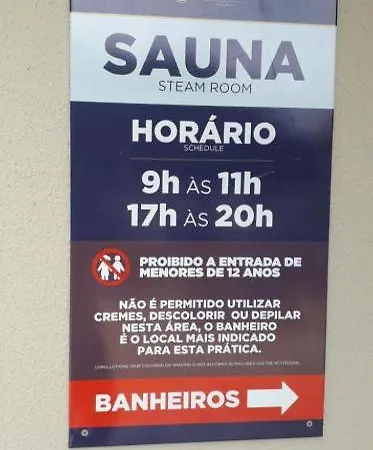 SAUNA
STEAM ROOM
HORÁRIO
SCHEDULE
9h ÀS 11h
17h ÀS 20h
PROIBIDO A ENTRADA DE
MENORES DE 12 ANOS
NÃO É PERMITIDO UTILIZAR
CREMES, DESCOLORIR OU DEPILAR
NESTA ÁREA, O BANHEIRO
É O LOCAL MAIS INDICADO
PARA ESTA PRÁTICA.
BANHEIROS